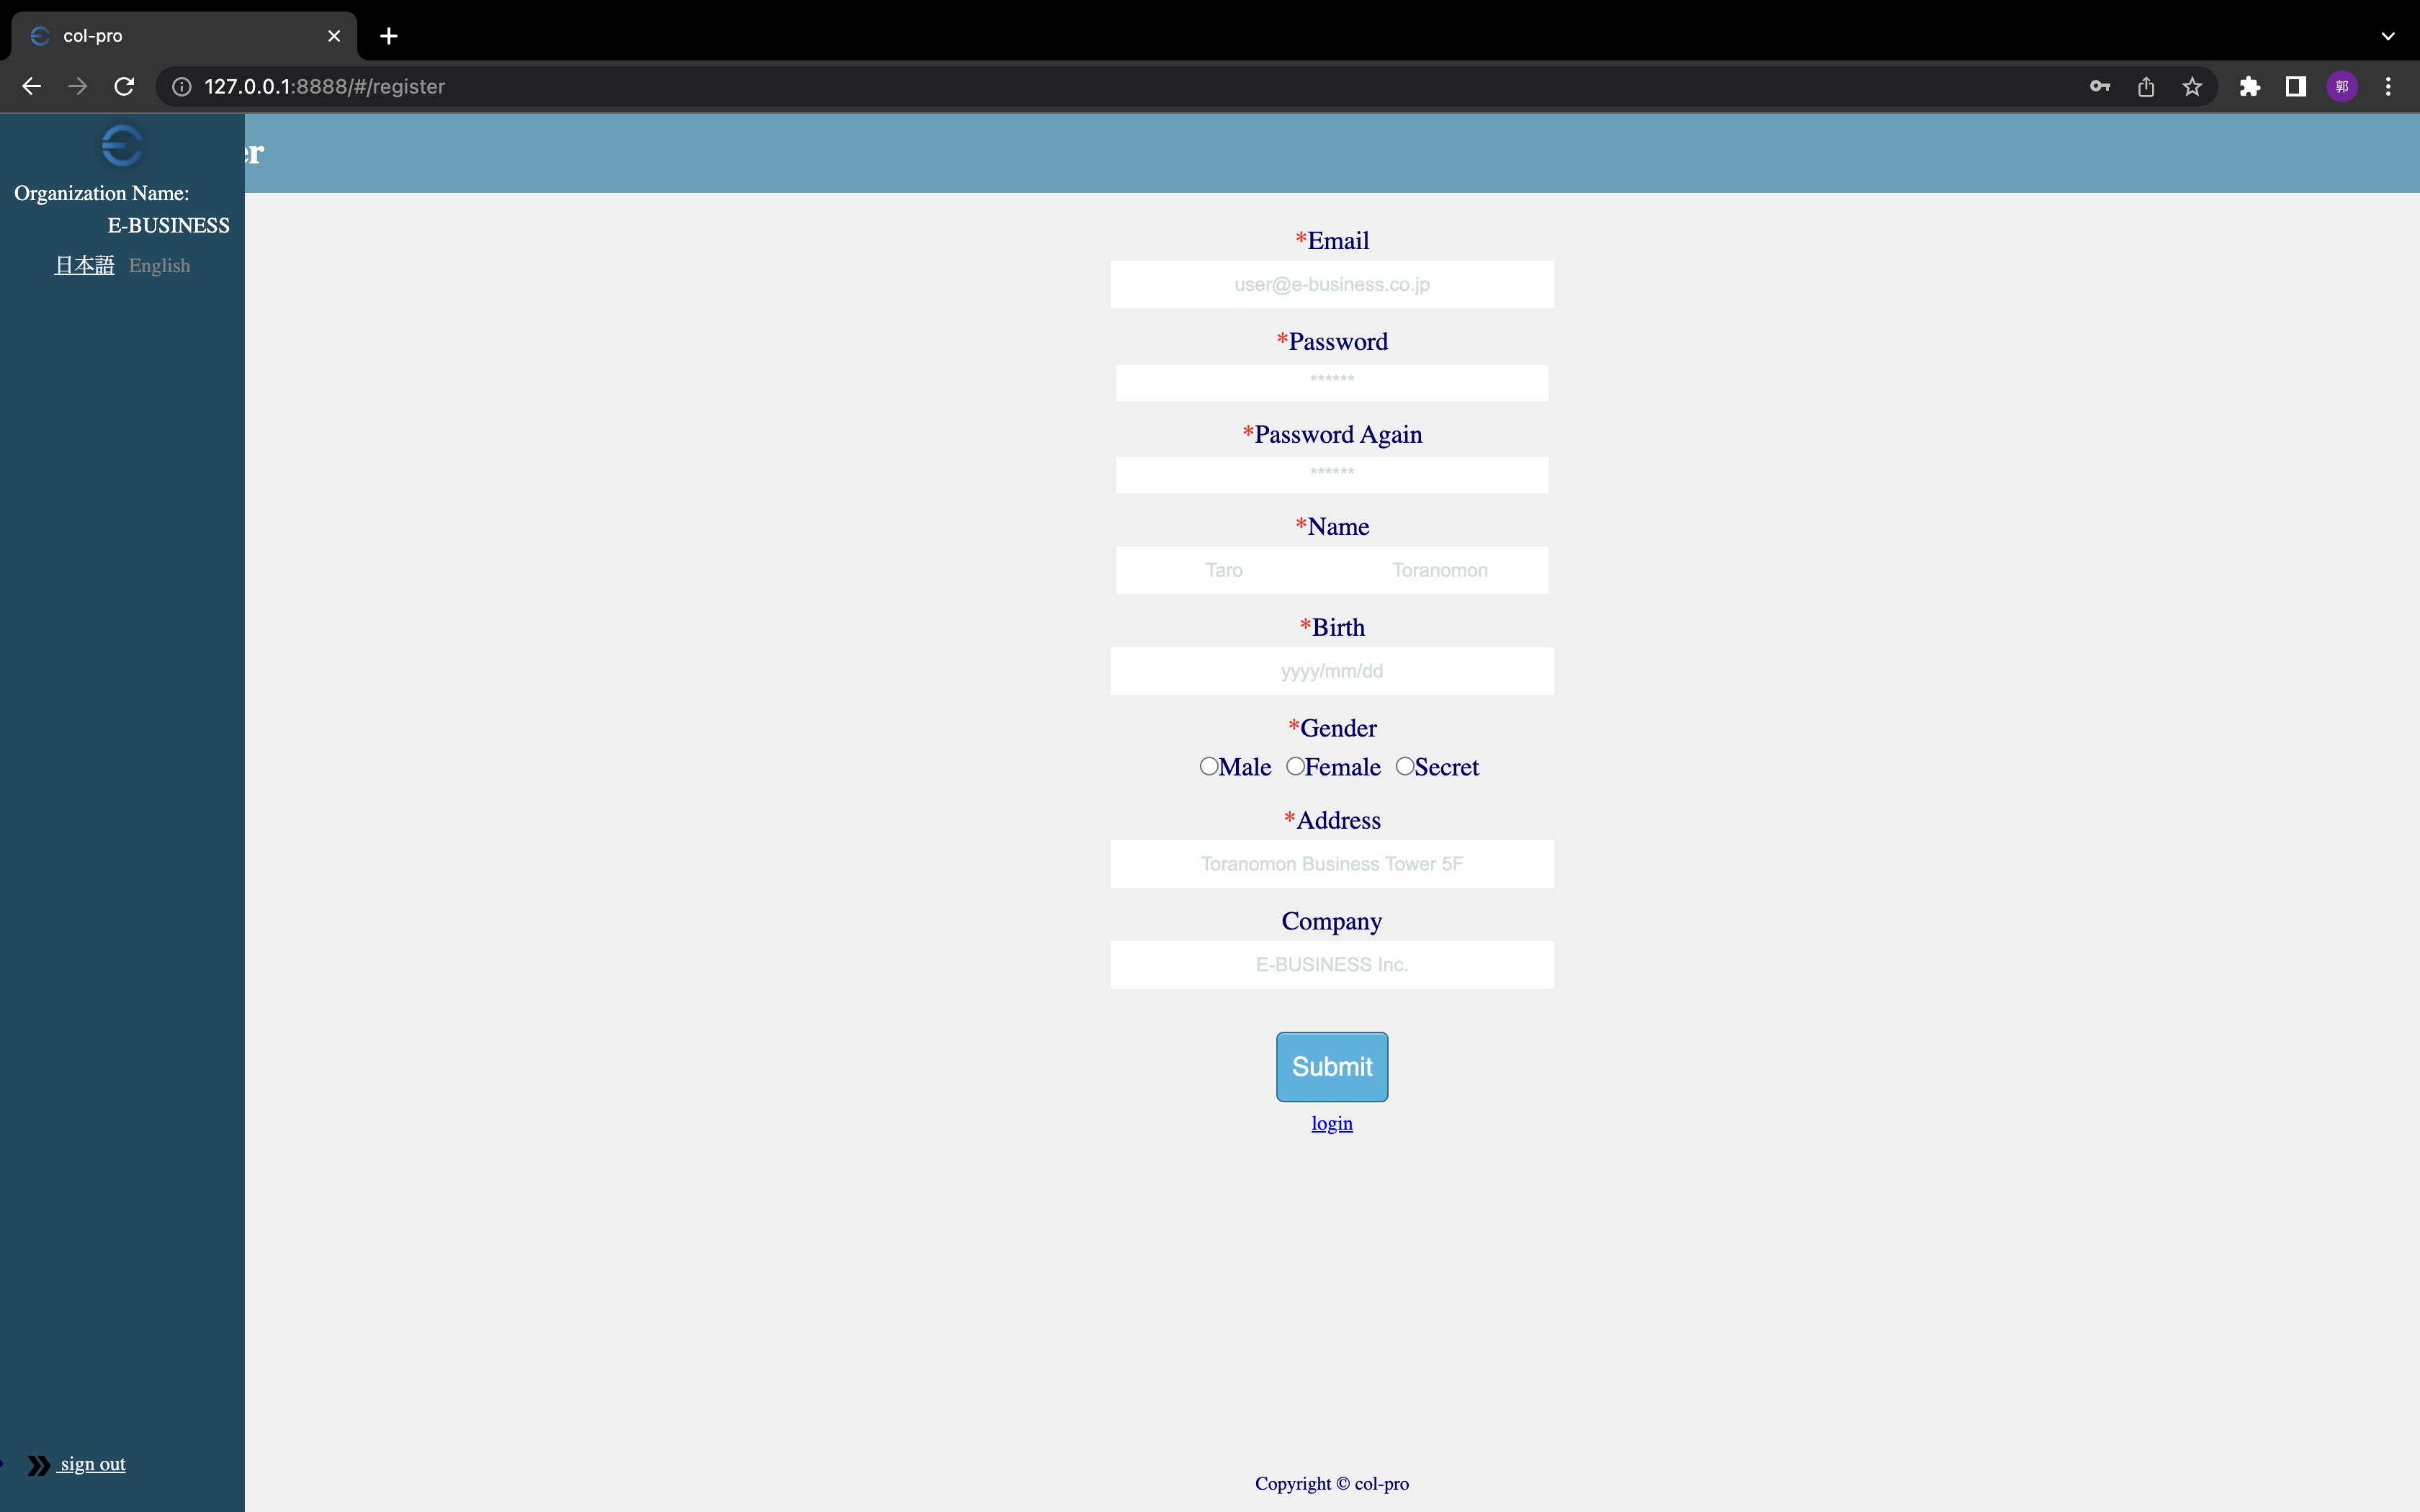 col-pro
127.0.0.1:8888/#/register
郭
er
Organization Name:
E-BUSINESS
日本語 English
*Email
user@e-business.co.jp
*Password
******
*Password Again
******
*Name
Taro Toranomon
*Birth
yyyy/mm/dd
*Gender
Male Female Secret
*Address
Toranomon Business Tower 5F
Company
E-BUSINESS Inc.
Submit
login
sign out
Copyright © col-pro